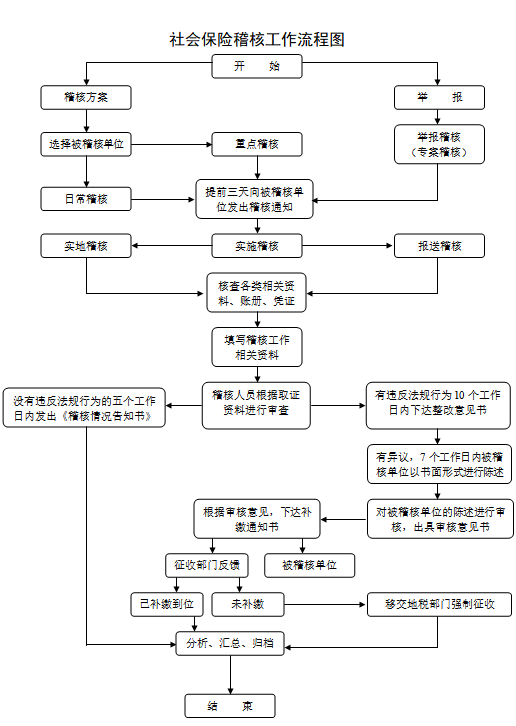 社会保险稽核工作流程图
开 始
稽核方案
举 报
选择被稽核单位
重点稽核
举报稽核
（专案稽核）
日常稽核
提前三天向被稽核单
位发出稽核通知
实地稽核
实施稽核
报送稽核
核查各类相关资
料、账册、凭证
填写稽核工作
相关资料
没有违反法规行为的五个工作
日内发出《稽核情况告知书》
稽核人员根据取证
资料进行审查
有违反法规行为10个工作
日内下达整改意见书
有异议，7个工作日内被稽
核单位以书面形式进行陈述
根据审核意见，下达补
缴通知书
对被稽核单位的陈述进行审
核，出具审核意见书
征收部门反馈
被稽核单位
已补缴到位
未补缴
移交地税部门强制征收
分析、汇总、归档
结 束